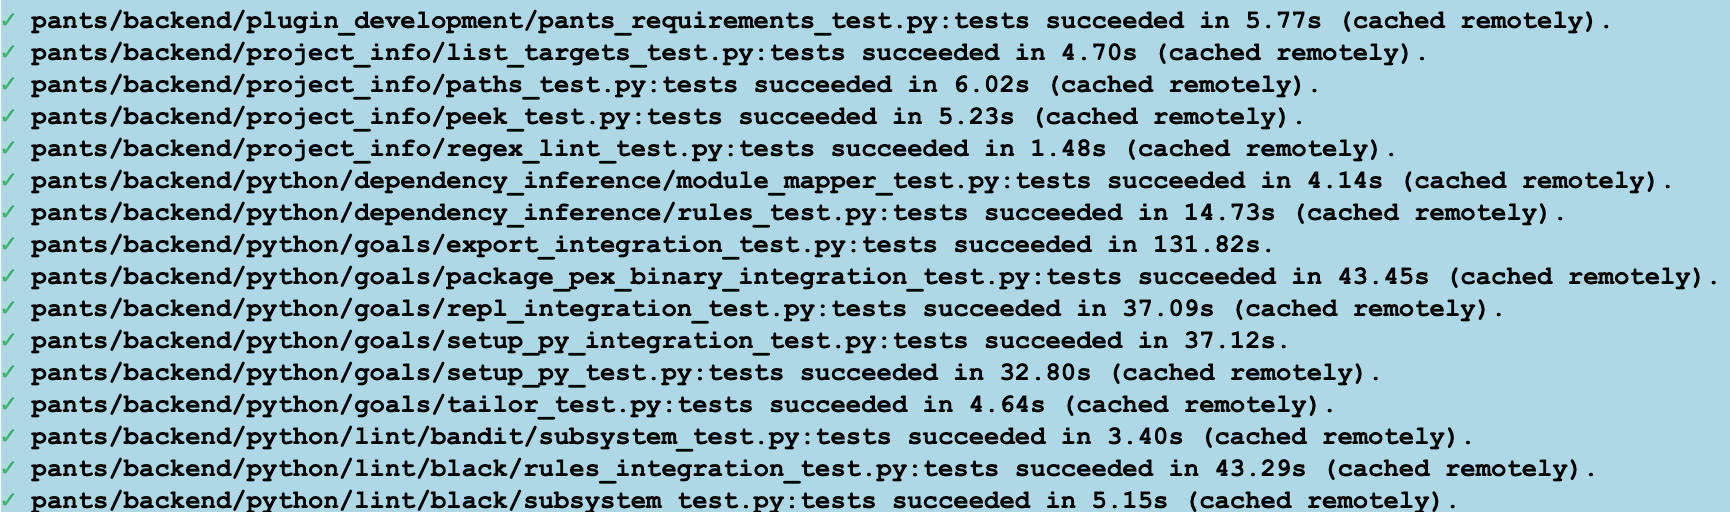 ✓ pants/backend/plugin_development/pants_requirements_test.py:tests succeeded in 5.77s (cached remotely).
✓ pants/backend/project_info/list_targets_test.py:tests succeeded in 4.70s (cached remotely).
✓ pants/backend/project_info/paths_test.py:tests succeeded in 6.02s (cached remotely).
✓ pants/backend/project_info/peek_test.py:tests succeeded in 5.23s (cached remotely).
✓ pants/backend/project_info/regex_lint_test.py:tests succeeded in 1.48s (cached remotely).
✓ pants/backend/python/dependency_inference/module_mapper_test.py:tests succeeded in 4.14s (cached remotely).
✓ pants/backend/python/dependency_inference/rules_test.py:tests succeeded in 14.73s (cached remotely).
✓ pants/backend/python/goals/export_integration_test.py:tests succeeded in 131.82s.
✓ pants/backend/python/goals/package_pex_binary_integration_test.py:tests succeeded in 43.45s (cached remotely).
✓ pants/backend/python/goals/repl_integration_test.py:tests succeeded in 37.09s (cached remotely).
✓ pants/backend/python/goals/setup_py_integration_test.py:tests succeeded in 37.12s.
✓ pants/backend/python/goals/setup_py_test.py:tests succeeded in 32.80s (cached remotely).
✓ pants/backend/python/goals/tailor_test.py:tests succeeded in 4.64s (cached remotely).
✓ pants/backend/python/lint/bandit/subsystem_test.py:tests succeeded in 3.40s (cached remotely).
✓ pants/backend/python/lint/black/rules_integration_test.py:tests succeeded in 43.29s (cached remotely).
✓ pants/backend/python/lint/black/subsystem test.py:tests succeeded in 5.15s (cached remotely).